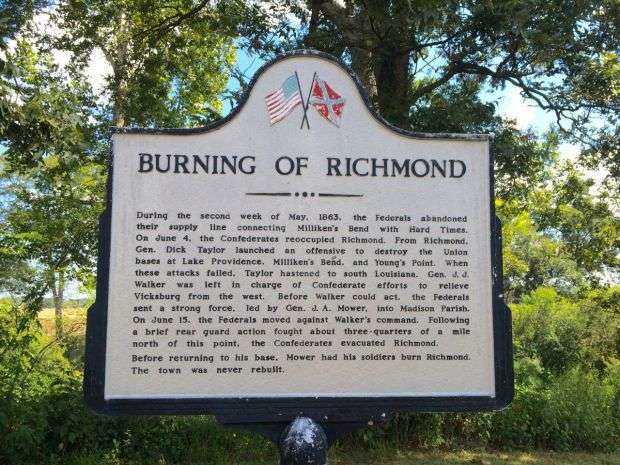 BURNING OF RICHMOND
During the second week of May, 1863, the Federals abandoned
their supply line connecting Milliken's Bend with Hard Times.
On June 4, the Confederates reoccupied Richmond. From Richmond,
Gen. Dick Taylor launched an offensive to destroy the Union
bases at Lake Providence, Milliken's Bend, and Young's Point. When
these attacks failed, Taylor hastened to south Louisiana. Gen. J. J.
Walker was left in charge of Confederate efforts to relieve
Vicksburg from the west. Before Walker could act, the Federals
sent a strong force, led by Gen. J. A. Mower, into Madison Parish.
On June 15, the Federals moved against Walker's command. Following
a brief rear guard action fought about three-quarters of a mile
north of this point, the Confederates evacuated Richmond.
Before returning to his base, Mower had his soldiers burn Richmond.
The town was never rebuilt.